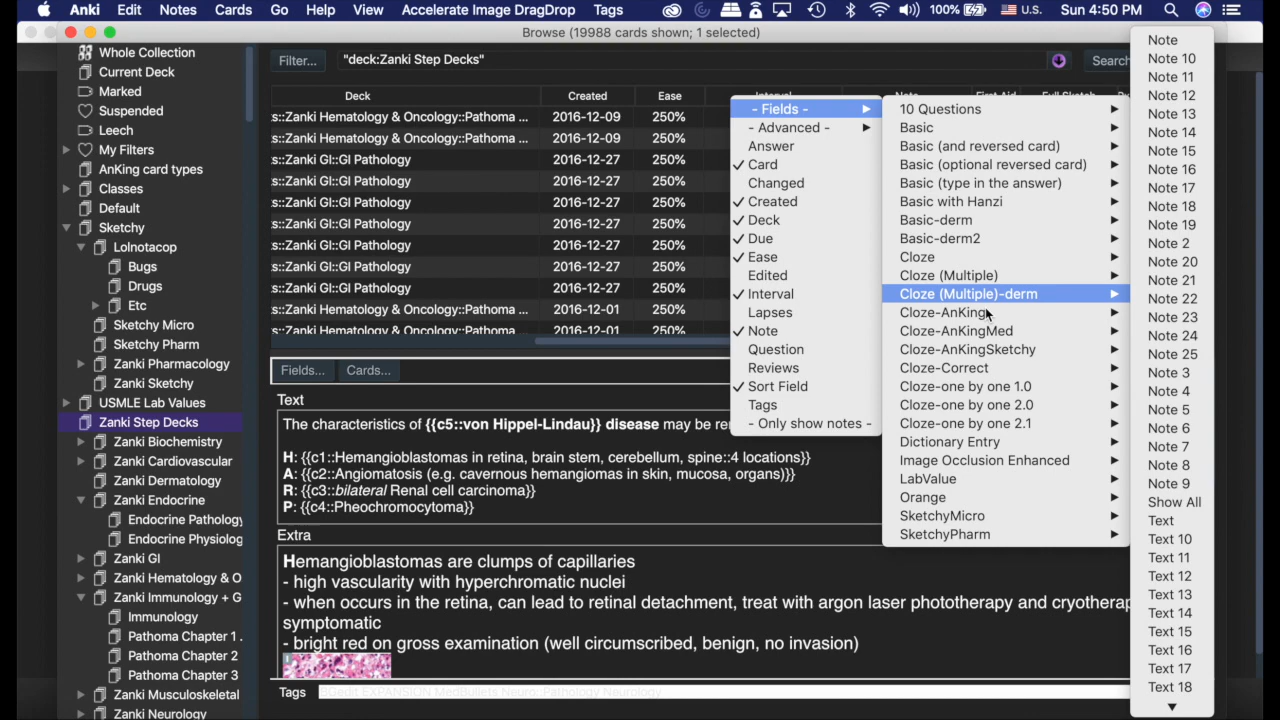 Anki Edit Notes Cards Go Help View Accelerate Image DragDrop Tags 100% U.S. Sun 4:50 PM
Browse (19988 cards shown; 1 selected)
Whole Collection
Current Deck
Marked
Suspended
Leech
My Filters
AnKing card types
Classes
Default
Sketchy
Lolnotacop
Bugs
Drugs
Etc
Sketchy Micro
Sketchy Pharm
Zanki Pharmacology
Zanki Sketchy
USMLE Lab Values
Zanki Step Decks
Zanki Biochemistry
Zanki Cardiovascular
Zanki Dermatology
Zanki Endocrine
Endocrine Pathology
Endocrine Physiolog
Zanki GI
Zanki Hematology & O
Zanki Immunology + G
Immunology
Pathoma Chapter 1 .
Pathoma Chapter 2
Pathoma Chapter 3
Zanki Musculoskeletal
Zanki Neurology
Filter... "deck:Zanki Step Decks" Search
Deck Created Ease Interval Note First Aid Full Sketch
s::Zanki Hematology & Oncology::Pathoma ... 2016-12-09 250%
s::Zanki Hematology & Oncology::Pathoma ... 2016-12-09 250%
s::Zanki GI::GI Pathology 2016-12-27 250%
s::Zanki GI::GI Pathology 2016-12-27 250%
s::Zanki GI::GI Pathology 2016-12-27 250%
s::Zanki GI::GI Pathology 2016-12-27 250%
s::Zanki GI::GI Pathology 2016-12-27 250%
s::Zanki GI::GI Pathology 2016-12-27 250%
s::Zanki GI::GI Pathology 2016-12-27 250%
s::Zanki Hematology & Oncology::Pathoma ... 2016-12-01 250%
s::Zanki Hematology & Oncology::Pathoma ... 2016-12-01 250%
Fields... Cards...
Text
The characteristics of {{c5::von Hippel-Lindau}} disease may be re
H: {{c1::Hemangioblastomas in retina, brain stem, cerebellum, spine::4 locations}}
A: {{c2::Angiomatosis (e.g. cavernous hemangiomas in skin, mucosa, organs)}}
R: {{c3::bilateral Renal cell carcinoma}}
P: {{c4::Pheochromocytoma}}
Extra
Hemangioblastomas are clumps of capillaries
- high vascularity with hyperchromatic nuclei
- when occurs in the retina, can lead to retinal detachment, treat with argon laser phototherapy and cryotherap
symptomatic
- bright red on gross examination (well circumscribed, benign, no invasion)
Tags BGedit EXPANSION MedBullets Neuro::Pathology Neurology
- Fields -
- Advanced -
Answer
Card
Changed
Created
Deck
Due
Ease
Edited
Interval
Lapses
Note
Question
Reviews
Sort Field
Tags
- Only show notes -
10 Questions
Basic
Basic (and reversed card)
Basic (optional reversed card)
Basic (type in the answer)
Basic with Hanzi
Basic-derm
Basic-derm2
Cloze
Cloze (Multiple)
Cloze (Multiple)-derm
Cloze-AnKing
Cloze-AnKingMed
Cloze-AnKingSketchy
Cloze-Correct
Cloze-one by one 1.0
Cloze-one by one 2.0
Cloze-one by one 2.1
Dictionary Entry
Image Occlusion Enhanced
LabValue
Orange
SketchyMicro
SketchyPharm
Note
Note 10
Note 11
Note 12
Note 13
Note 14
Note 15
Note 16
Note 17
Note 18
Note 19
Note 2
Note 20
Note 21
Note 22
Note 23
Note 24
Note 25
Note 3
Note 4
Note 5
Note 6
Note 7
Note 8
Note 9
Show All
Text
Text 10
Text 11
Text 12
Text 13
Text 14
Text 15
Text 16
Text 17
Text 18